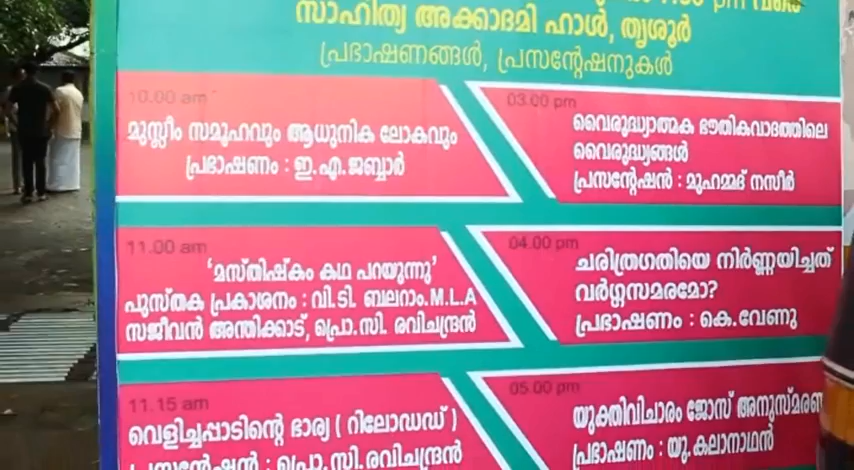 pm വരെ
സാഹിത്യ അക്കാദമി ഹാൾ, തൃശൂർ
പ്രഭാഷണങ്ങൾ, പ്രസന്റേഷനുകൾ
10.00 am
മുസ്ലീം സമൂഹവും ആധുനിക ലോകവും
പ്രഭാഷണം : ഇ.എ.ജബ്ബാർ
03.00 pm
വൈരുദ്ധ്യാത്മക ഭൗതികവാദത്തിലെ
വൈരുദ്ധ്യങ്ങൾ
പ്രസന്റേഷൻ : മുഹമ്മദ് നസീർ
11.00 am
'മസ്തിഷ്കം കഥ പറയുന്നു'
പുസ്തക പ്രകാശനം : വി.ടി. ബലറാം.M.L.A
സജീവൻ അന്തിക്കാട്, പ്രൊ.സി. രവിചന്ദ്രൻ
04.00 pm
ചരിത്രഗതിയെ നിർണ്ണയിച്ചത്
വർഗ്ഗസമരമോ?
പ്രഭാഷണം : കെ.വേണു
11.15 am
വെളിച്ചപ്പാടിന്റെ ഭാര്യ ( റിലോഡഡ് )
പ്രസന്റേഷൻ : പ്രൊ.സി.രവിചന്ദ്രൻ
05.00 pm
യുക്തിവിചാരം ജോസ്
പ്രഭാഷണം : യു.കലാനാഥൻ